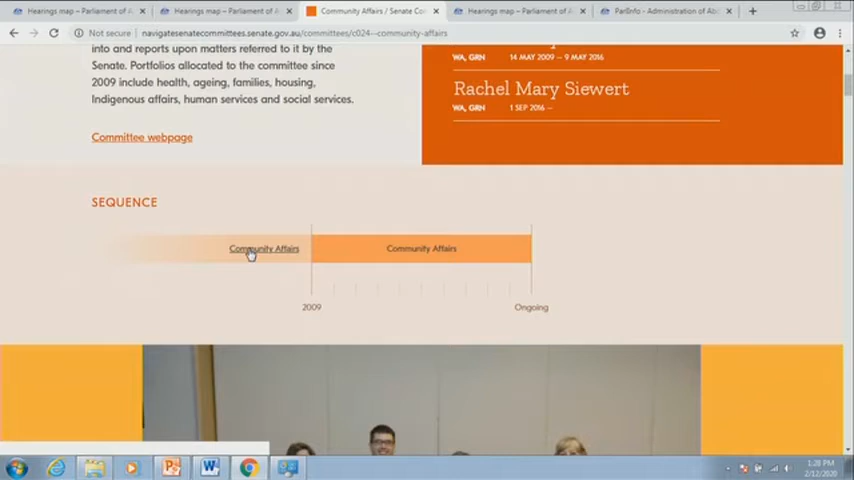 Hearings map – Parliament of A
Hearings map – Parliament of A
Community Affairs / Senate Co
Hearings map – Parliament of A
ParlInfo - Administration of Ab
Not secure
navigatesenatecommittees.senate.gov.au/committees/c024--community-affairs
into and reports upon matters referred to it by the
Senate. Portfolios allocated to the committee since
2009 include health, ageing, families, housing,
Indigenous affairs, human services and social services.
Committee webpage
WA, GRN 14 MAY 2009 – 9 MAY 2016
Rachel Mary Siewert
WA, GRN 1 SEP 2016 –
SEQUENCE
Community Affairs
Community Affairs
2009
Ongoing
1:28 PM
2/12/2020